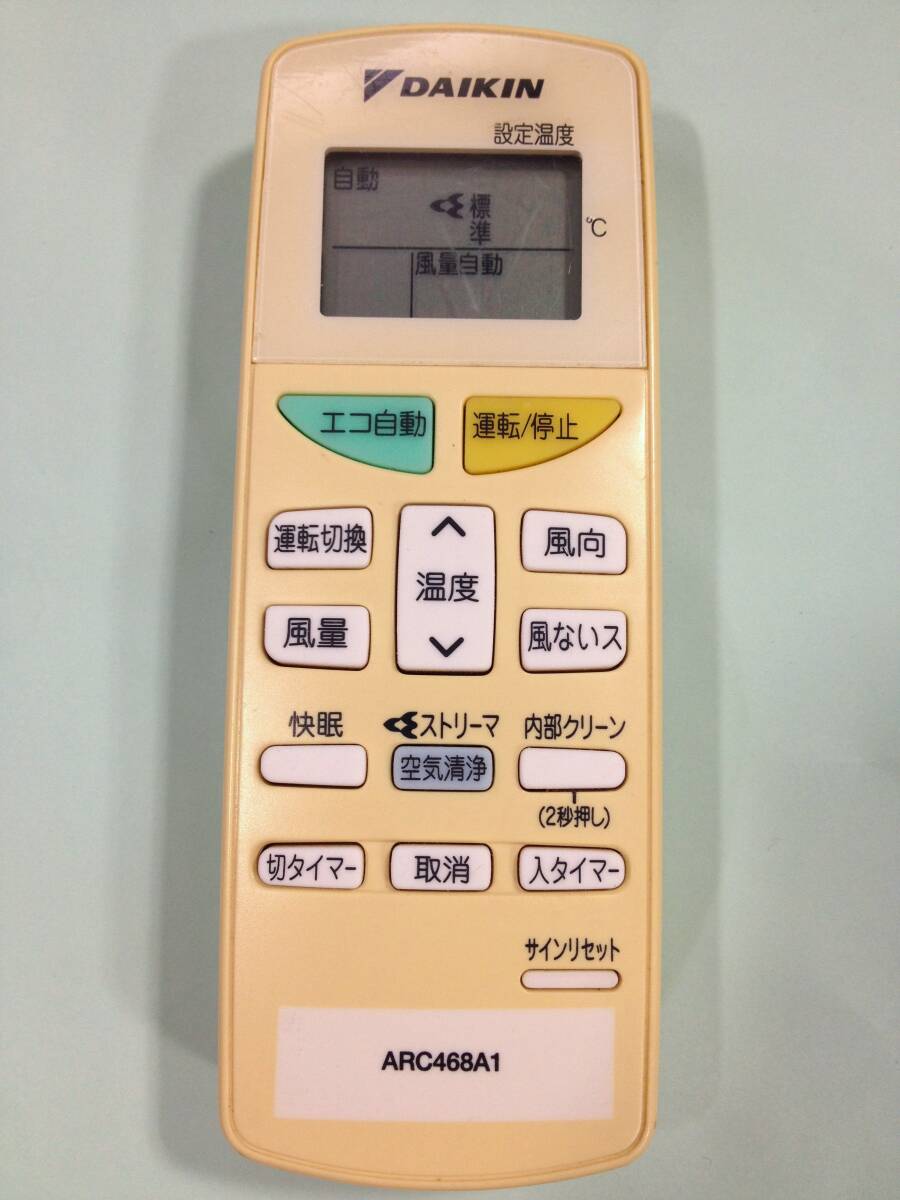 DAIKIN
設定温度
自動
標準
℃
風量自動
エコ自動
運転/停止
運転切換
温度
風向
風量
風ないス
快眠
ストリーマ
空気清浄
内部クリーン
(2秒押し)
切タイマー
取消
入タイマー
サインリセット
ARC468A1